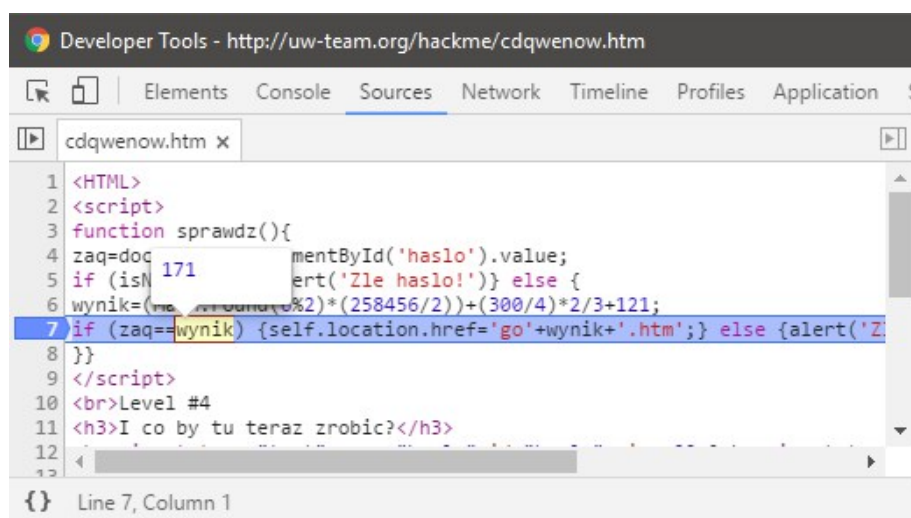 Developer Tools - http://uw-team.org/hackme/cdqwenow.htm
Elements Console Sources Network Timeline Profiles Application
cdqwenow.htm ×
1 <HTML>
2 <script>
3 function sprawdz(){
4 zaq=doc mentById('haslo').value;
171
5 if (isN ert('Zle haslo!')} else {
6 wynik=( %2)*(258456/2))+(300/4)*2/3+121;
7 if (zaq==wynik) {self.location.href='go'+wynik+'.htm';} else {alert('Z
8 }}
9 </script>
10 <br>Level #4
11 <h3>I co by tu teraz zrobic?</h3>
12
{} Line 7, Column 1